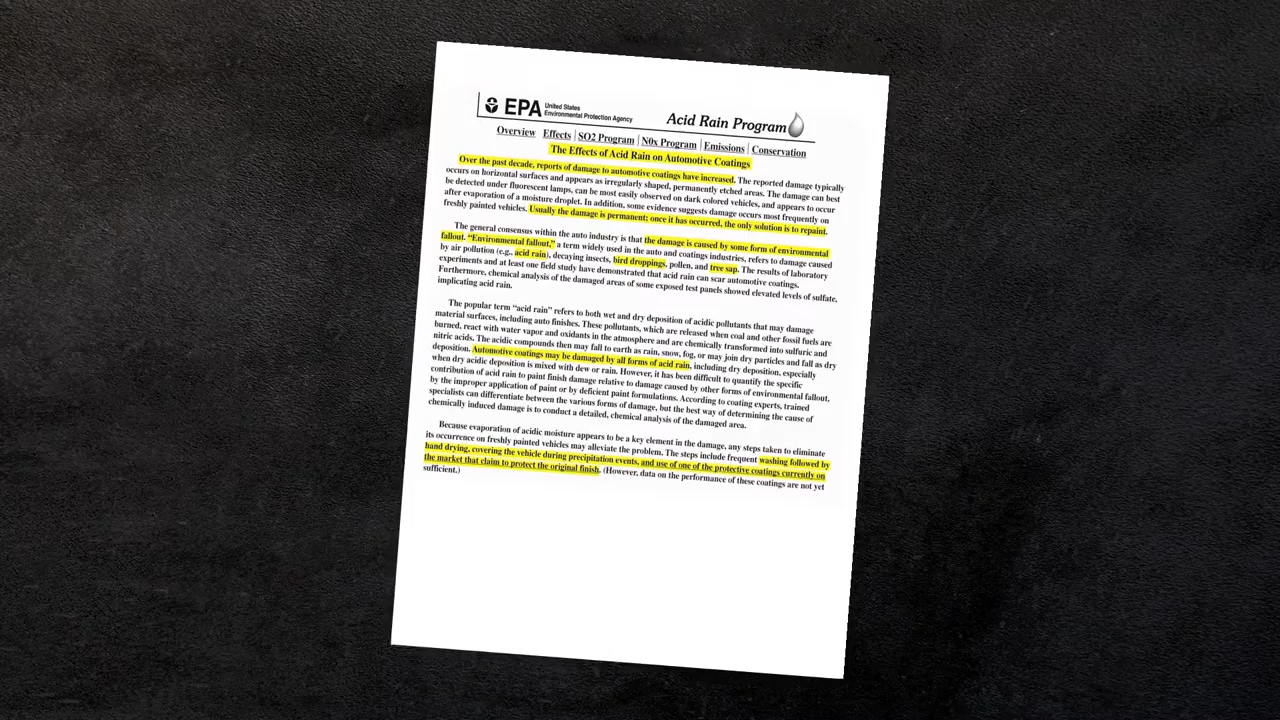 EPA United States
Environmental Protection Agency
Acid Rain Program
Overview Effects | SO2 Program | N0x Program | Emissions | Conservation
The Effects of Acid Rain on Automotive Coatings
Over the past decade, reports of damage to automotive coatings have increased. The reported damage typically
occurs on horizontal surfaces and appears as irregularly shaped, permanently etched areas. The damage can best
be detected under fluorescent lamps, can be most easily observed on dark colored vehicles, and appears to occur
after evaporation of a moisture droplet. In addition, some evidence suggests damage occurs most frequently on
freshly painted vehicles. Usually the damage is permanent; once it has occurred, the only solution is to repaint.
The general consensus within the auto industry is that the damage is caused by some form of environmental
fallout. “Environmental fallout,” a term widely used in the auto and coatings industries, refers to damage caused
by air pollution (e.g., acid rain), decaying insects, bird droppings, pollen, and tree sap. The results of laboratory
experiments and at least one field study have demonstrated that acid rain can scar automotive coatings.
Furthermore, chemical analysis of the damaged areas of some exposed test panels showed elevated levels of sulfate,
implicating acid rain.
The popular term “acid rain” refers to both wet and dry deposition of acidic pollutants that may damage
material surfaces, including auto finishes. These pollutants, which are released when coal and other fossil fuels are
burned, react with water vapor and oxidants in the atmosphere and are chemically transformed into sulfuric and
nitric acids. The acidic compounds then may fall to earth as rain, snow, fog, or may join dry particles and fall as dry
deposition. Automotive coatings may be damaged by all forms of acid rain, including dry deposition, especially
when dry acidic deposition is mixed with dew or rain. However, it has been difficult to quantify the specific
contribution of acid rain to paint finish damage relative to damage caused by other forms of environmental fallout,
by the improper application of paint or by deficient paint formulations. According to coating experts, trained
specialists can differentiate between the various forms of damage, but the best way of determining the cause of
chemically induced damage is to conduct a detailed, chemical analysis of the damaged area.
Because evaporation of acidic moisture appears to be a key element in the damage, any steps taken to eliminate
its occurrence on freshly painted vehicles may alleviate the problem. The steps include frequent washing followed by
hand drying, covering the vehicle during precipitation events, and use of one of the protective coatings currently on
the market that claim to protect the original finish. (However, data on the performance of these coatings are not yet
sufficient.)